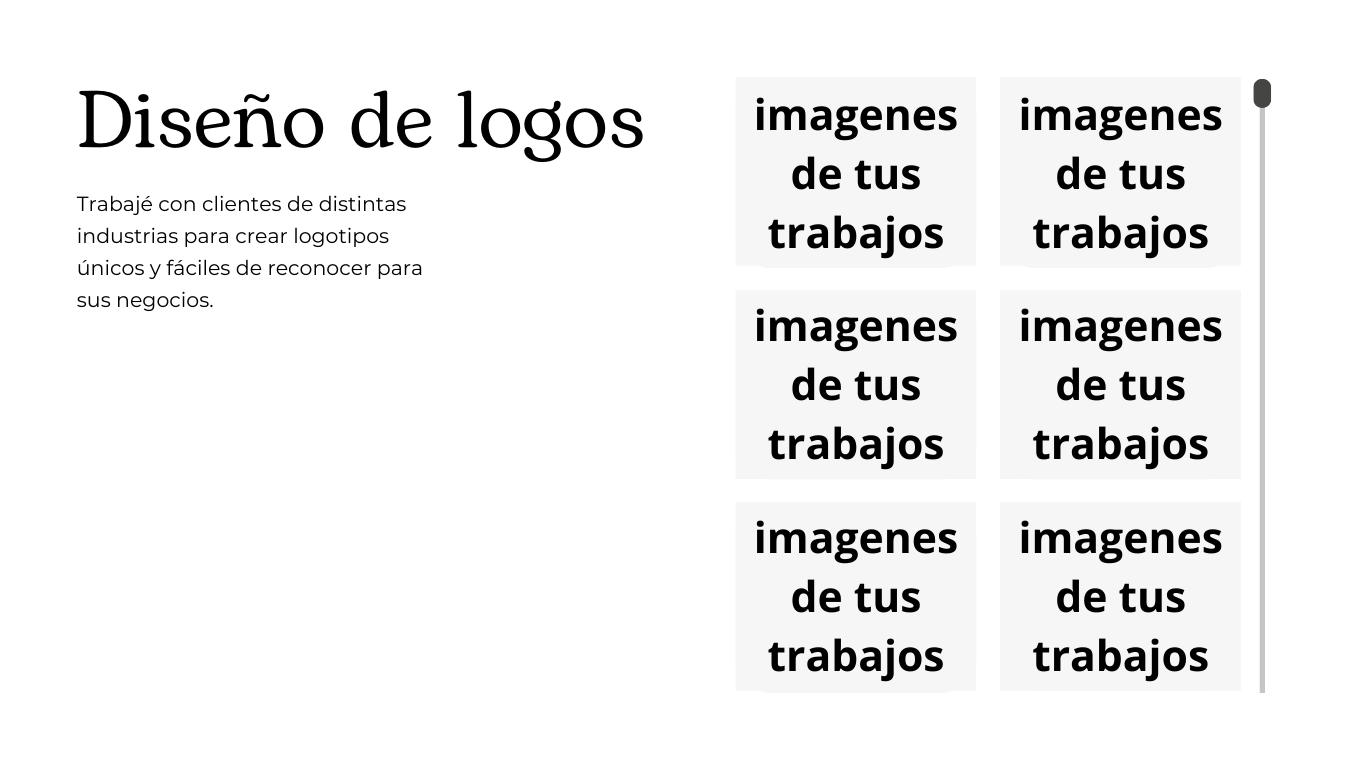 Diseño de logos
Trabajé con clientes de distintas
industrias para crear logotipos
únicos y fáciles de reconocer para
sus negocios.
imagenes
de tus
trabajos
imagenes
de tus
trabajos
imagenes
de tus
trabajos
imagenes
de tus
trabajos
imagenes
de tus
trabajos
imagenes
de tus
trabajos